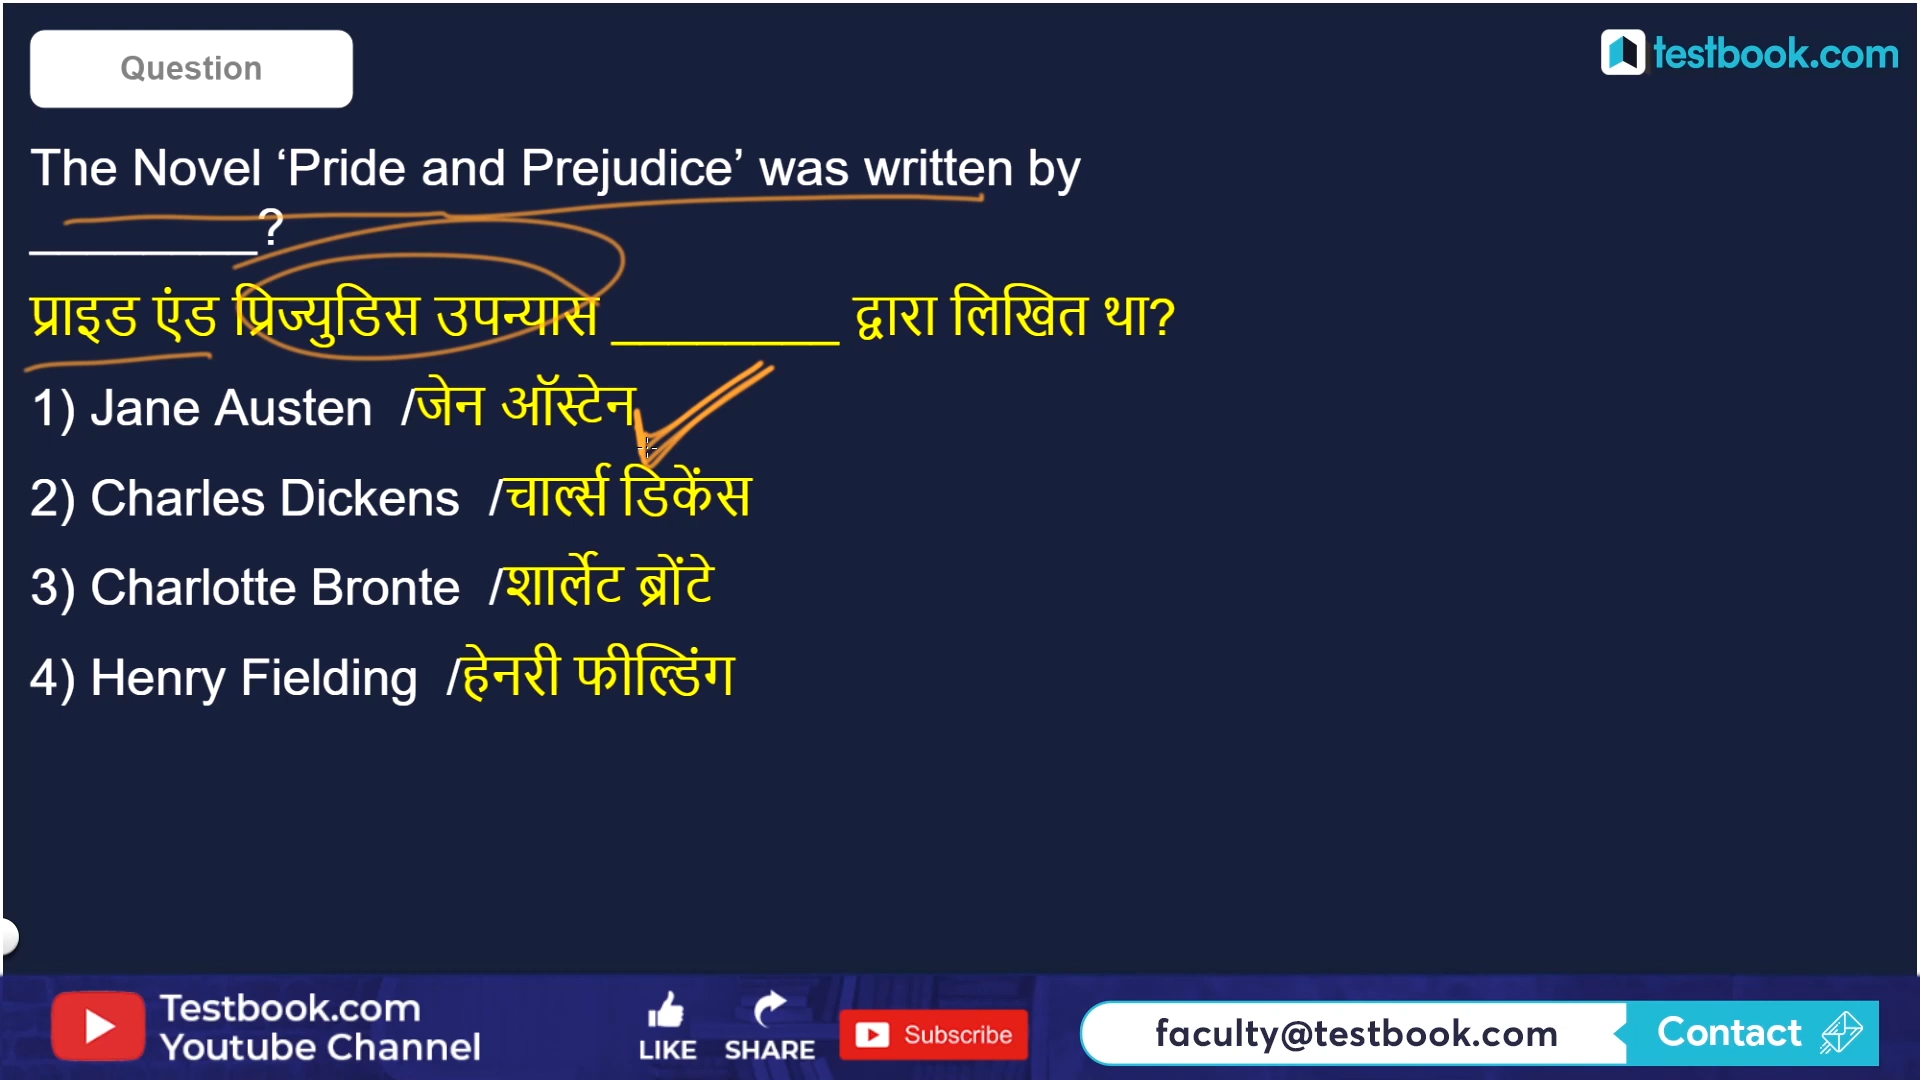 Question
testbook.com
The Novel ‘Pride and Prejudice’ was written by
________?
प्राइड एंड प्रिज्युडिस उपन्यास ________ द्वारा लिखित था?
1) Jane Austen /जेन ऑस्टेन
2) Charles Dickens /चार्ल्स डिकेंस
3) Charlotte Bronte /शार्लेट ब्रोंटे
4) Henry Fielding /हेनरी फील्डिंग
Testbook.com
Youtube Channel
LIKE
SHARE
Subscribe
faculty@testbook.com
Contact